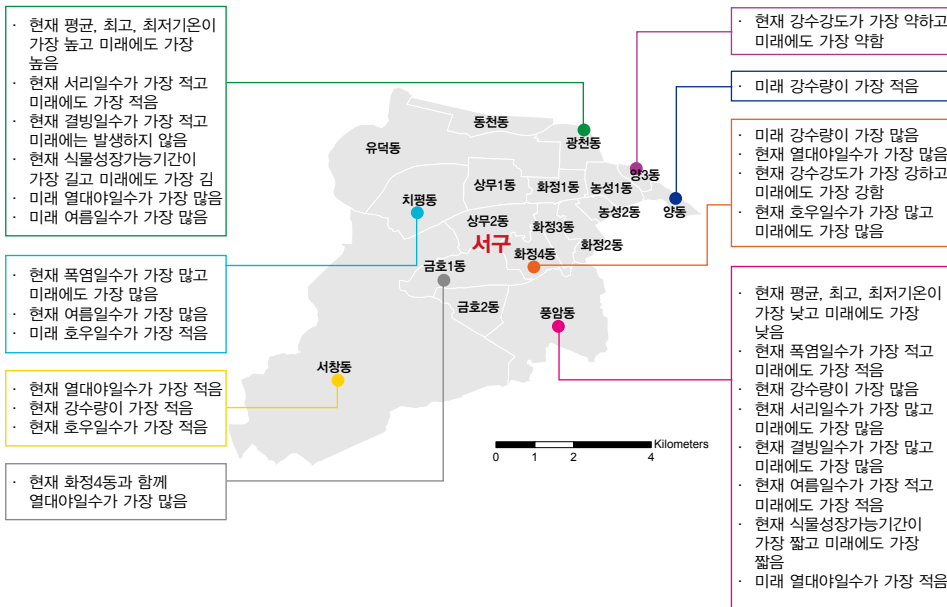 · 현재 평균, 최고, 최저기온이
가장 높고 미래에도 가장
높음
· 현재 서리일수가 가장 적고
미래에도 가장 적음
· 현재 결빙일수가 가장 적고
미래에는 발생하지 않음
· 현재 식물성장가능기간이
가장 길고 미래에도 가장 김
· 미래 열대야일수가 가장 많음
· 미래 여름일수가 가장 많음
· 현재 폭염일수가 가장 많고
미래에도 가장 많음
· 현재 여름일수가 가장 많음
· 미래 호우일수가 가장 적음
· 현재 열대야일수가 가장 적음
· 현재 강수량이 가장 적음
· 현재 호우일수가 가장 적음
· 현재 화정4동과 함께
열대야일수가 가장 많음
동천동
유덕동
광천동
양3동
상무1동
화정1동
농성1동
치평동
농성2동
양동
상무2동
화정3동
서구
화정2동
화정4동
금호1동
금호2동
풍암동
서창동
Kilometers
0 1 2 4
· 현재 강수강도가 가장 약하고
미래에도 가장 약함
· 미래 강수량이 가장 적음
· 미래 강수량이 가장 많음
· 현재 열대야일수가 가장 많음
· 현재 강수강도가 가장 강하고
미래에도 가장 강함
· 현재 호우일수가 가장 많고
미래에도 가장 많음
· 현재 평균, 최고, 최저기온이
가장 낮고 미래에도 가장
낮음
· 현재 폭염일수가 가장 적고
미래에도 가장 적음
· 현재 강수량이 가장 많음
· 현재 서리일수가 가장 많고
미래에도 가장 많음
· 현재 결빙일수가 가장 많고
미래에도 가장 많음
· 현재 여름일수가 가장 적고
미래에도 가장 적음
· 현재 식물성장가능기간이
가장 짧고 미래에도 가장
짧음
· 미래 열대야일수가 가장 적음